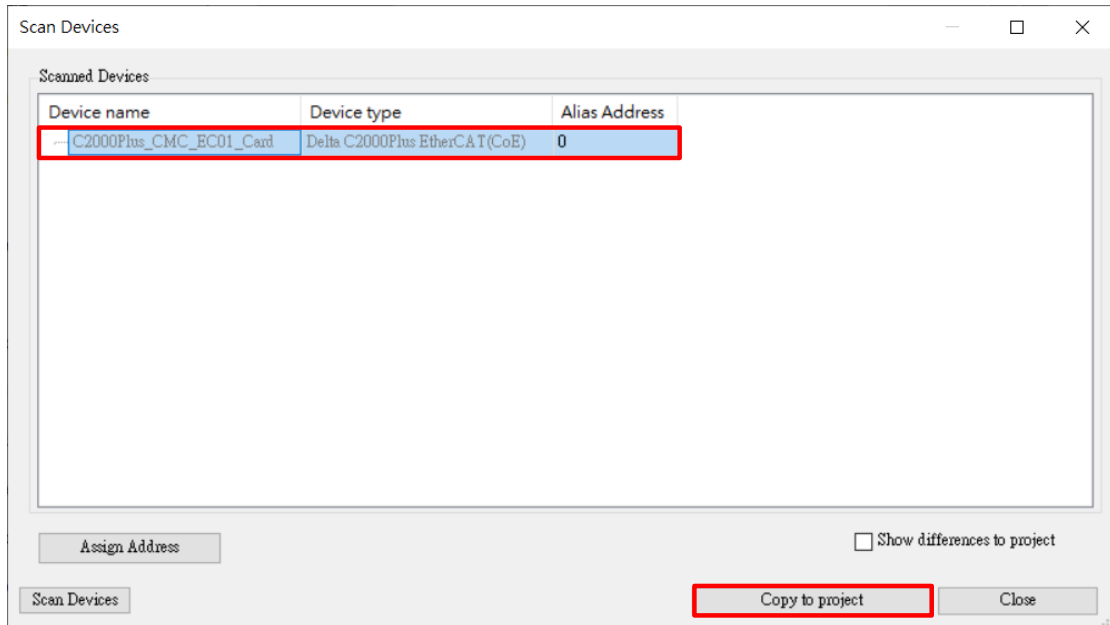 Scan Devices
Scanned Devices
Device name Device type Alias Address
C2000Plus_CMC_EC01_Card Delta C2000Plus EtherCAT(CoE) 0
Assign Address Show differences to project
Scan Devices Copy to project Close